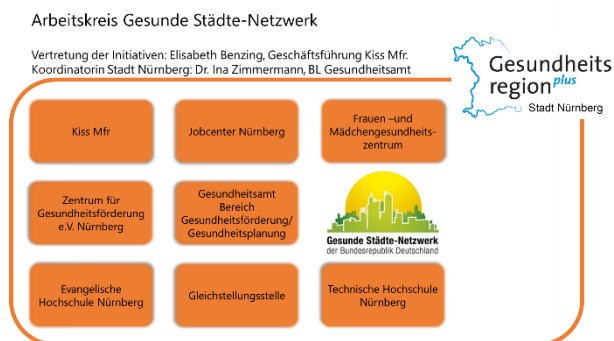 Arbeitskreis Gesunde Städte-Netzwerk
Vertretung der Initiativen: Elisabeth Benzing, Geschäftsführung Kiss Mfr.
Koordinatorin Stadt Nürnberg: Dr. Ina Zimmermann, BL Gesundheitsamt
Gesundheits
region plus
Stadt Nürnberg
Kiss Mfr
Jobcenter Nürnberg
Frauen –und
Mädchengesundheits-
zentrum
Zentrum für
Gesundheitsförderung
e.V. Nürnberg
Gesundheitsamt
Bereich
Gesundheitsförderung/
Gesundheitsplanung
Gesunde Städte-Netzwerk
der Bundesrepublik Deutschland
Evangelische
Hochschule Nürnberg
Gleichstellungsstelle
Technische Hochschule
Nürnberg